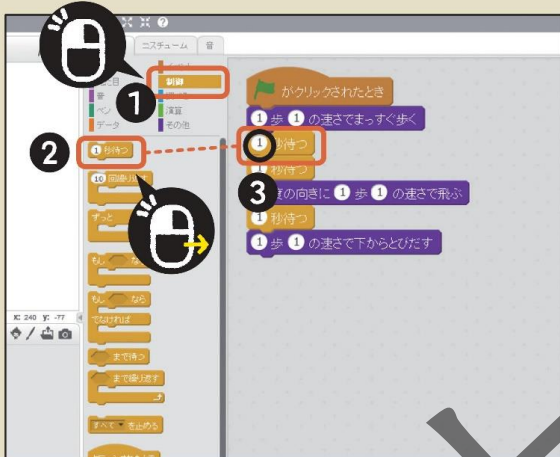 コスチューム
音
制御
音
ペン
演算
データ
その他
1
2
3
1 秒待つ
10 回繰り返す
ずっと
もし なら
もし なら
でなければ
まで待つ
まで繰り返す
すべて を止める
x: 240 y: -77
がクリックされたとき
1 歩 1 の速さでまっすぐ歩く
1 秒待つ
1 秒待つ
度の向きに 1 歩 1 の速さで飛ぶ
1 秒待つ
1 歩 1 の速さで下からとびだす